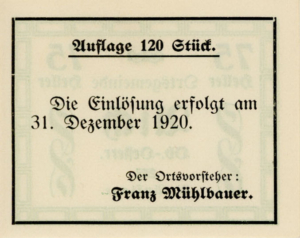 Auflage 120 Stück.
Die Einlösung erfolgt am
31. Dezember 1920.
Der Ortsvorsteher:
Franz Mühlbauer.